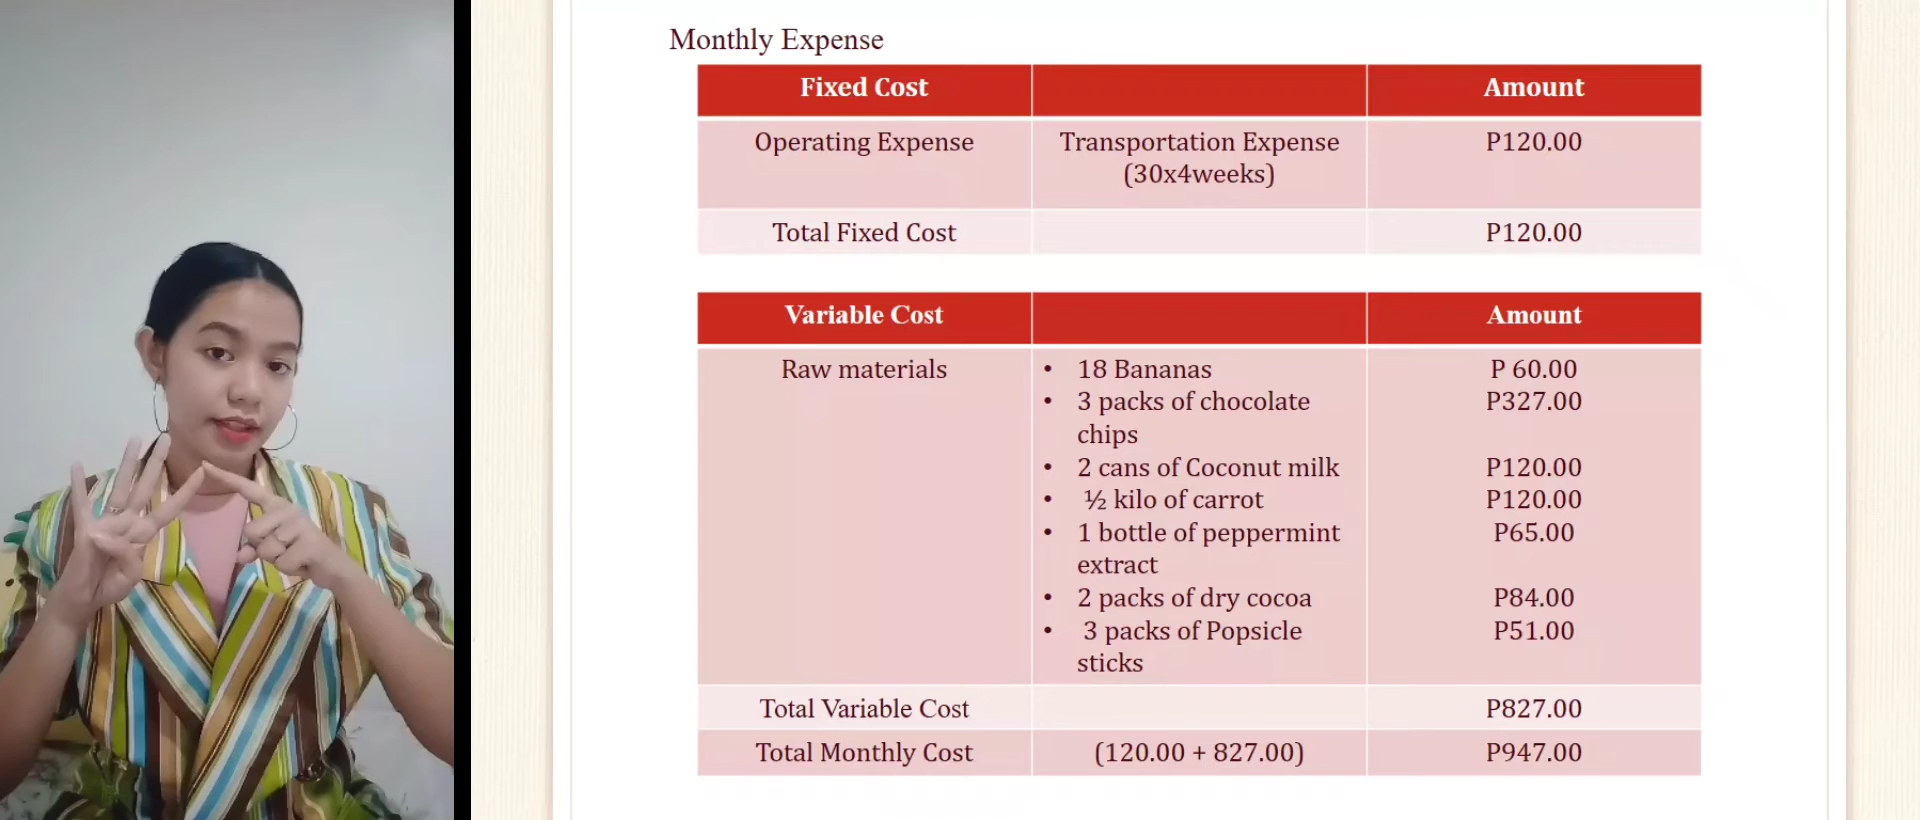 Monthly Expense
Fixed Cost Amount
Operating Expense Transportation Expense P120.00
(30x4weeks)
Total Fixed Cost P120.00
Variable Cost Amount
Raw materials • 18 Bananas P 60.00
• 3 packs of chocolate P327.00
chips
• 2 cans of Coconut milk P120.00
• ½ kilo of carrot P120.00
• 1 bottle of peppermint P65.00
extract
• 2 packs of dry cocoa P84.00
• 3 packs of Popsicle P51.00
sticks
Total Variable Cost P827.00
Total Monthly Cost (120.00 + 827.00) P947.00